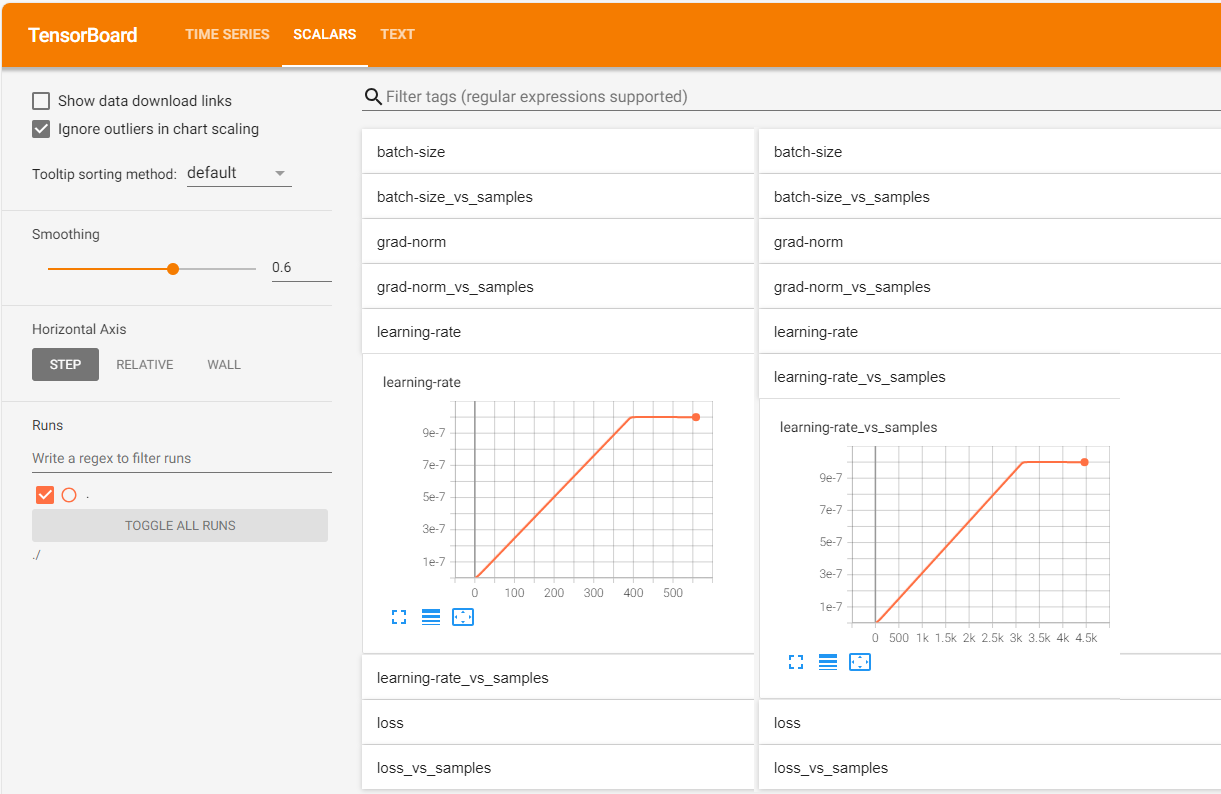 TensorBoard TIME SERIES SCALARS TEXT
Show data download links
Ignore outliers in chart scaling
Tooltip sorting method: default
Smoothing
0.6
Horizontal Axis
STEP RELATIVE WALL
Runs
Write a regex to filter runs
.
TOGGLE ALL RUNS
./
Filter tags (regular expressions supported)
batch-size
batch-size_vs_samples
grad-norm
grad-norm_vs_samples
learning-rate
learning-rate
9e-7
7e-7
5e-7
3e-7
1e-7
0 100 200 300 400 500
learning-rate_vs_samples
loss
loss_vs_samples
batch-size
batch-size_vs_samples
grad-norm
grad-norm_vs_samples
learning-rate
learning-rate_vs_samples
learning-rate_vs_samples
9e-7
7e-7
5e-7
3e-7
1e-7
0 500 1k 1.5k 2k 2.5k 3k 3.5k 4k 4.5k
loss
loss_vs_samples